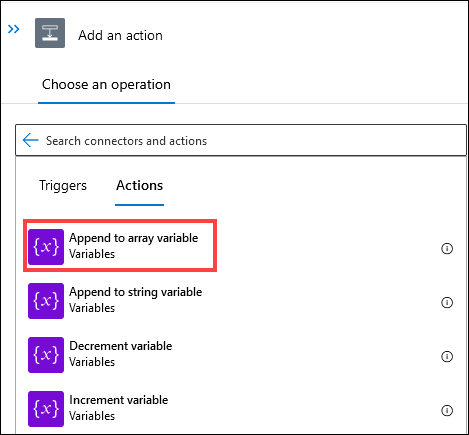 Add an action
Choose an operation
Search connectors and actions
Triggers
Actions
{x}
Append to array variable
Variables
{x}
Append to string variable
Variables
{x}
Decrement variable
Variables
{x}
Increment variable
Variables